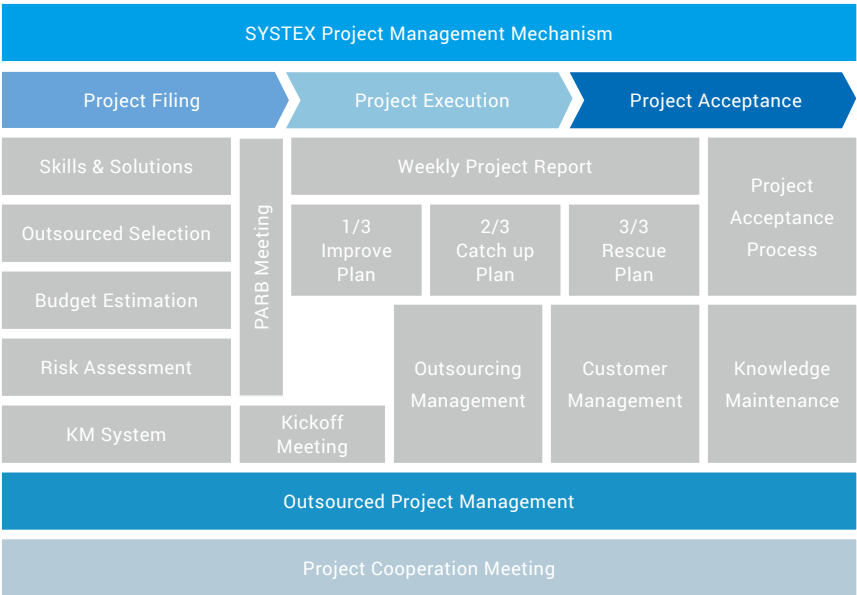 SYSTEX Project Management Mechanism
Project Filing
Project Execution
Project Acceptance
Skills & Solutions
Outsourced Selection
Budget Estimation
Risk Assessment
KM System
PARB Meeting
Kickoff
Meeting
Weekly Project Report
1/3
Improve
Plan
2/3
Catch up
Plan
3/3
Rescue
Plan
Outsourcing
Management
Customer
Management
Project
Acceptance
Process
Knowledge
Maintenance
Outsourced Project Management
Project Cooperation Meeting